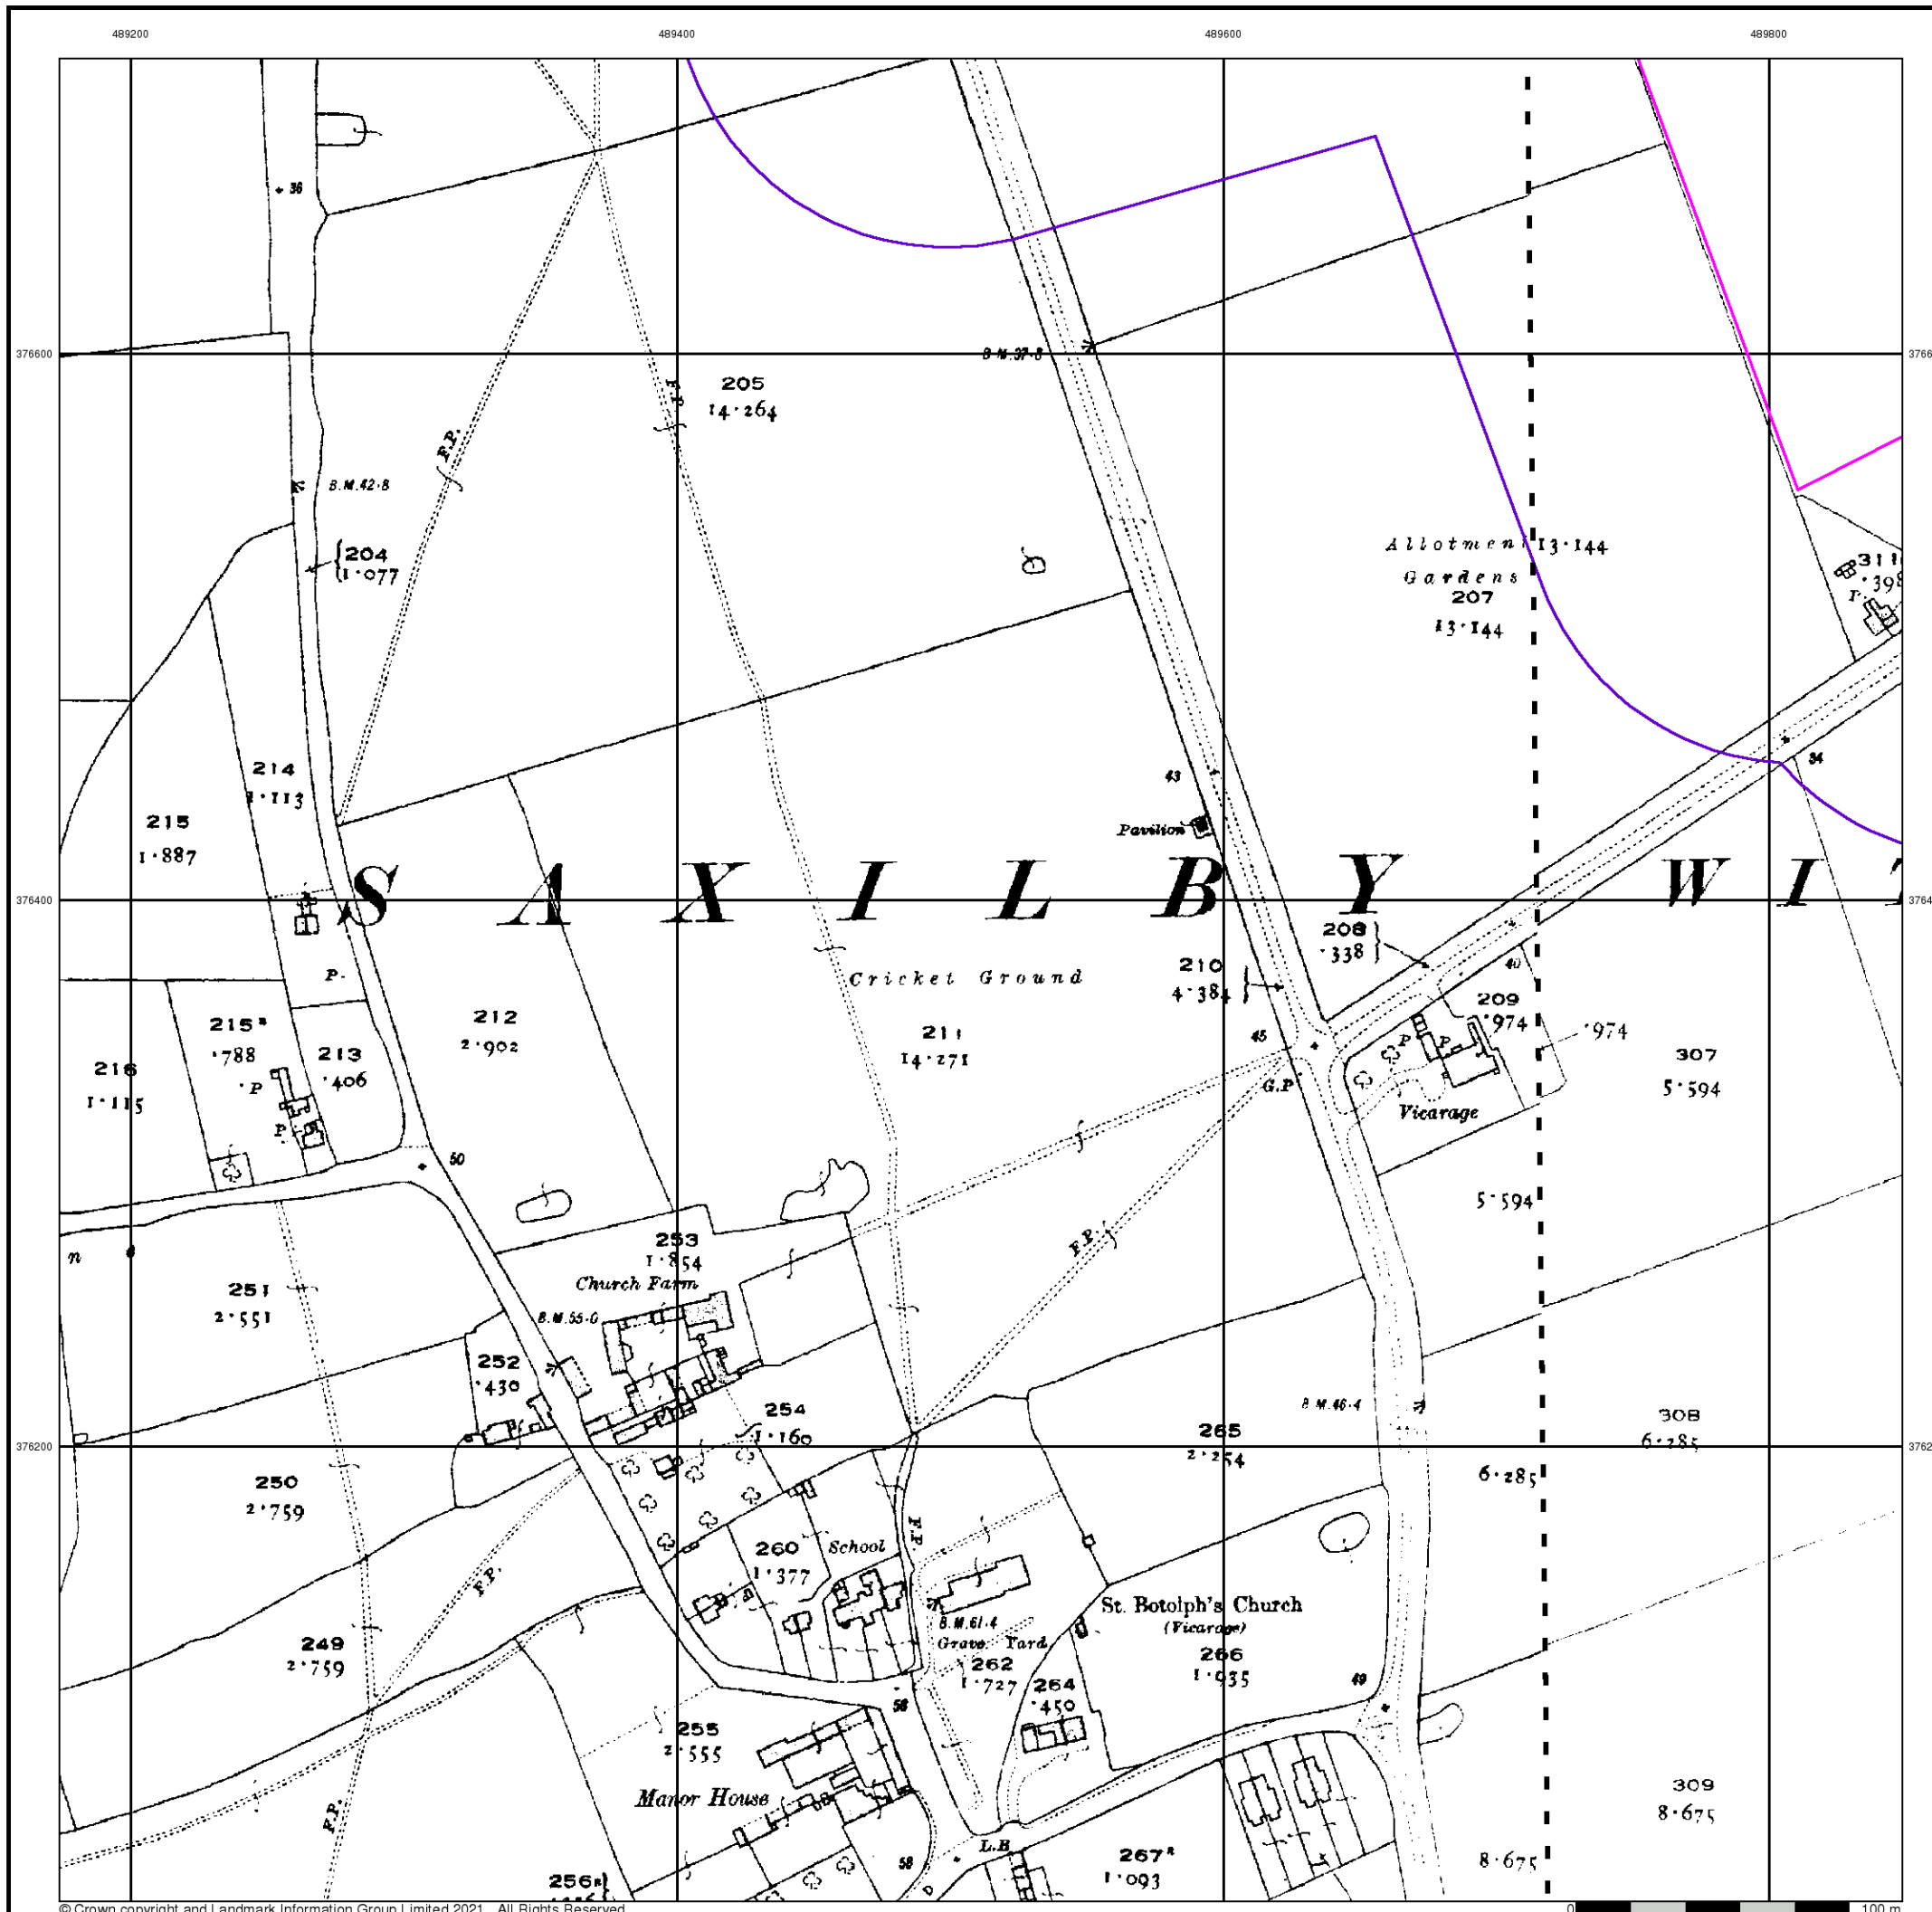 489200
489400
489600
489800
36
376600
B.M.37·8
205
14·264
F.P.
F.P.
B.M.42·8
204
1·077
Allotment
13·144
Gardens
207
13·144
311
·398
P
214
1·113
43
34
215
1·887
Pavilion
376400
SAXILBY
208
·338
P
Cricket Ground
210
4·384
40
215ª
·788
213
·406
212
2·902
211
14·271
209
·974
·974
216
1·115
P
P
45
G.P
P
P
307
5·594
Vicarage
50
5·594
n
253
1·854
F.P.
251
2·551
Church Farm
B.M.55·0
252
·430
254
1·160
B.M.46·4
265
2·254
308
6·285
376200
6·285
250
2·759
F.P.
260
1·377
School
F.P.
249
2·759
B.M.61·4
Grave Yard
262
1·727
St. Botolph's Church
(Vicarage)
266
1·035
264
·450
49
56
255
2·555
Manor House
F.P.
309
8·675
L.B
58
267ª
1·093
8·675
256ª
D
© Crown copyright and Landmark Information Group Limited 2021. All Rights Reserved.
0
100 m